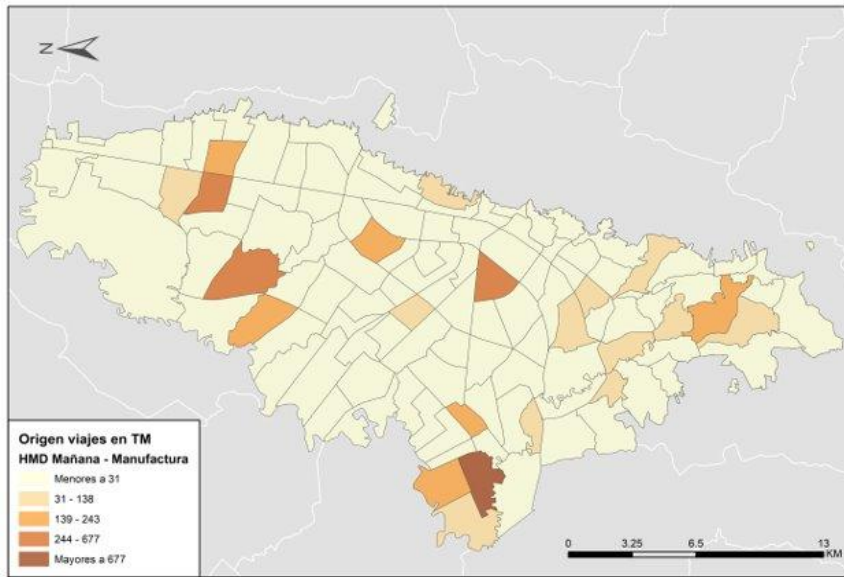 N
Origen viajes en TM
HMD Mañana - Manufactura
Menores a 31
31 - 138
139 - 243
244 - 677
Mayores a 677
0 3.25 6.5 13
KM